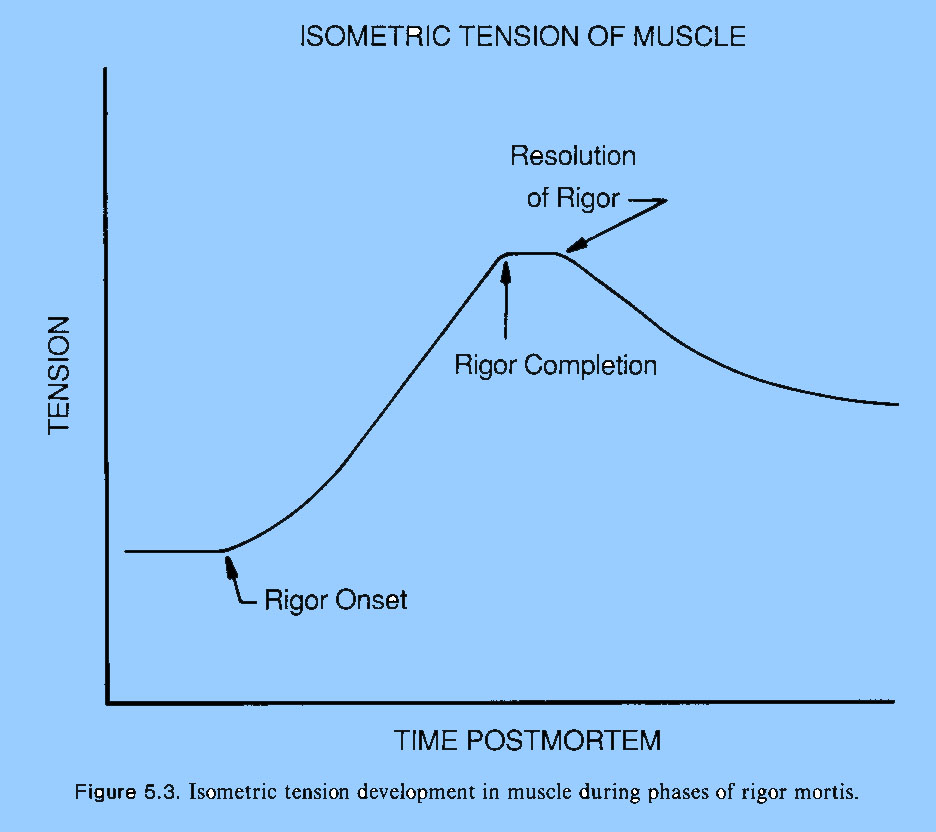 ISOMETRIC TENSION OF MUSCLE
Resolution
of Rigor
TENSION
Rigor Completion
Rigor Onset
TIME POSTMORTEM
Figure 5.3. Isometric tension development in muscle during phases of rigor mortis.